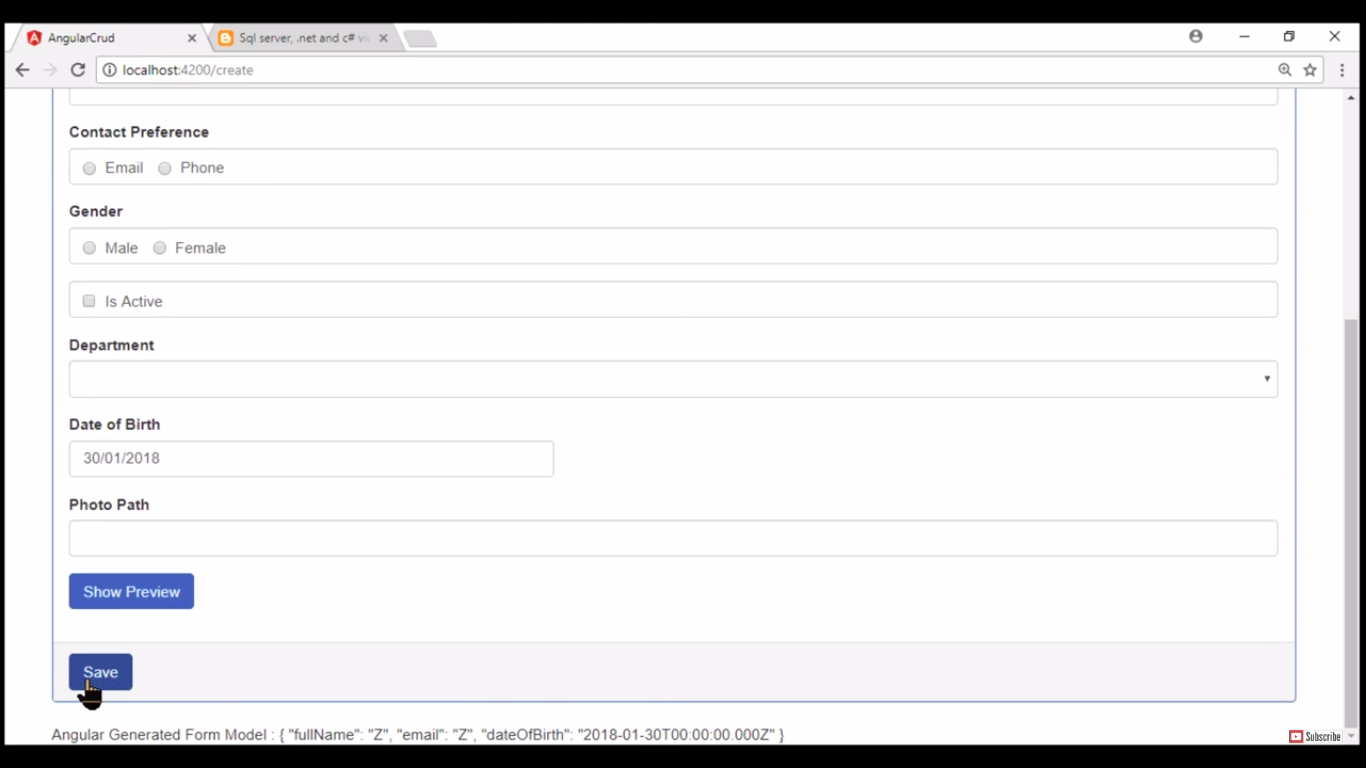 AngularCrud
Sql server, .net and c# vi
localhost:4200/create
Contact Preference
Email Phone
Gender
Male Female
Is Active
Department
Date of Birth
30/01/2018
Photo Path
Show Preview
Save
Angular Generated Form Model : { "fullName": "Z", "email": "Z", "dateOfBirth": "2018-01-30T00:00:00.000Z" }
Subscribe